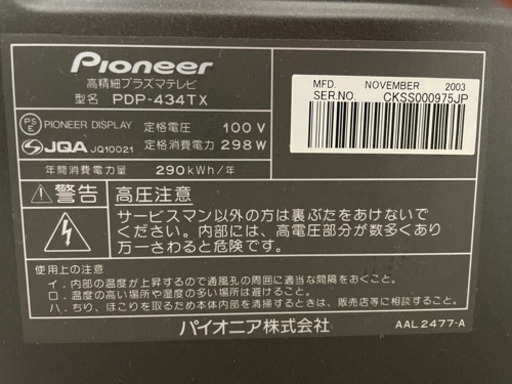 Pioneer
高精細プラズマテレビ
型名 PDP-434TX
MFD. NOVEMBER 2003
SER.NO. CKSS000975JP
PS E PIONEER DISPLAY 定格電圧 100V
JQA JQ10021 定格消費電力 298W
年間消費電力量 290kWh/年
警告 高圧注意
サービスマン以外の方は裏ぶたをあけないで
ください。内部には、高電圧部分が数多くあり
万一さわると危険です。
使用上の注意
イ. 内部の温度が上昇するので通風孔の周囲に適当な間隔をおくこと。
ロ. 温度の高い場所や湿度の多い場所は避けること。
ハ. ちり、ほこりを取るため本体内部を清掃するときは、販売店等に相談すること。
パイオニア株式会社
AAL2477-A